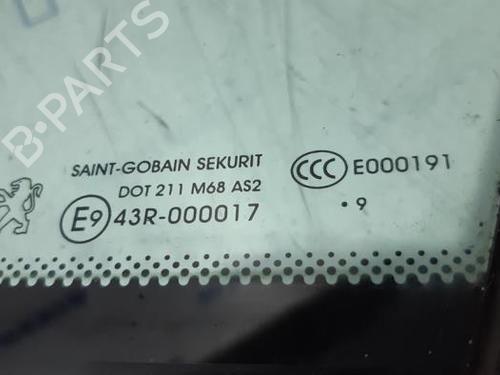 B-PARTS
SAINT-GOBAIN SEKURIT
DOT 211 M68 AS2
E9 43R-000017
CCC E000191
• 9